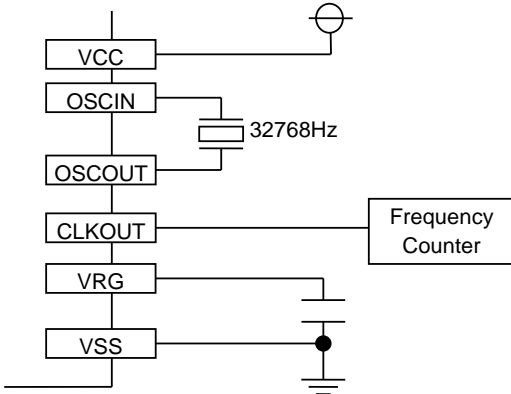 VCC
OSCIN
32768Hz
OSCOUT
CLKOUT
Frequency
Counter
VRG
VSS